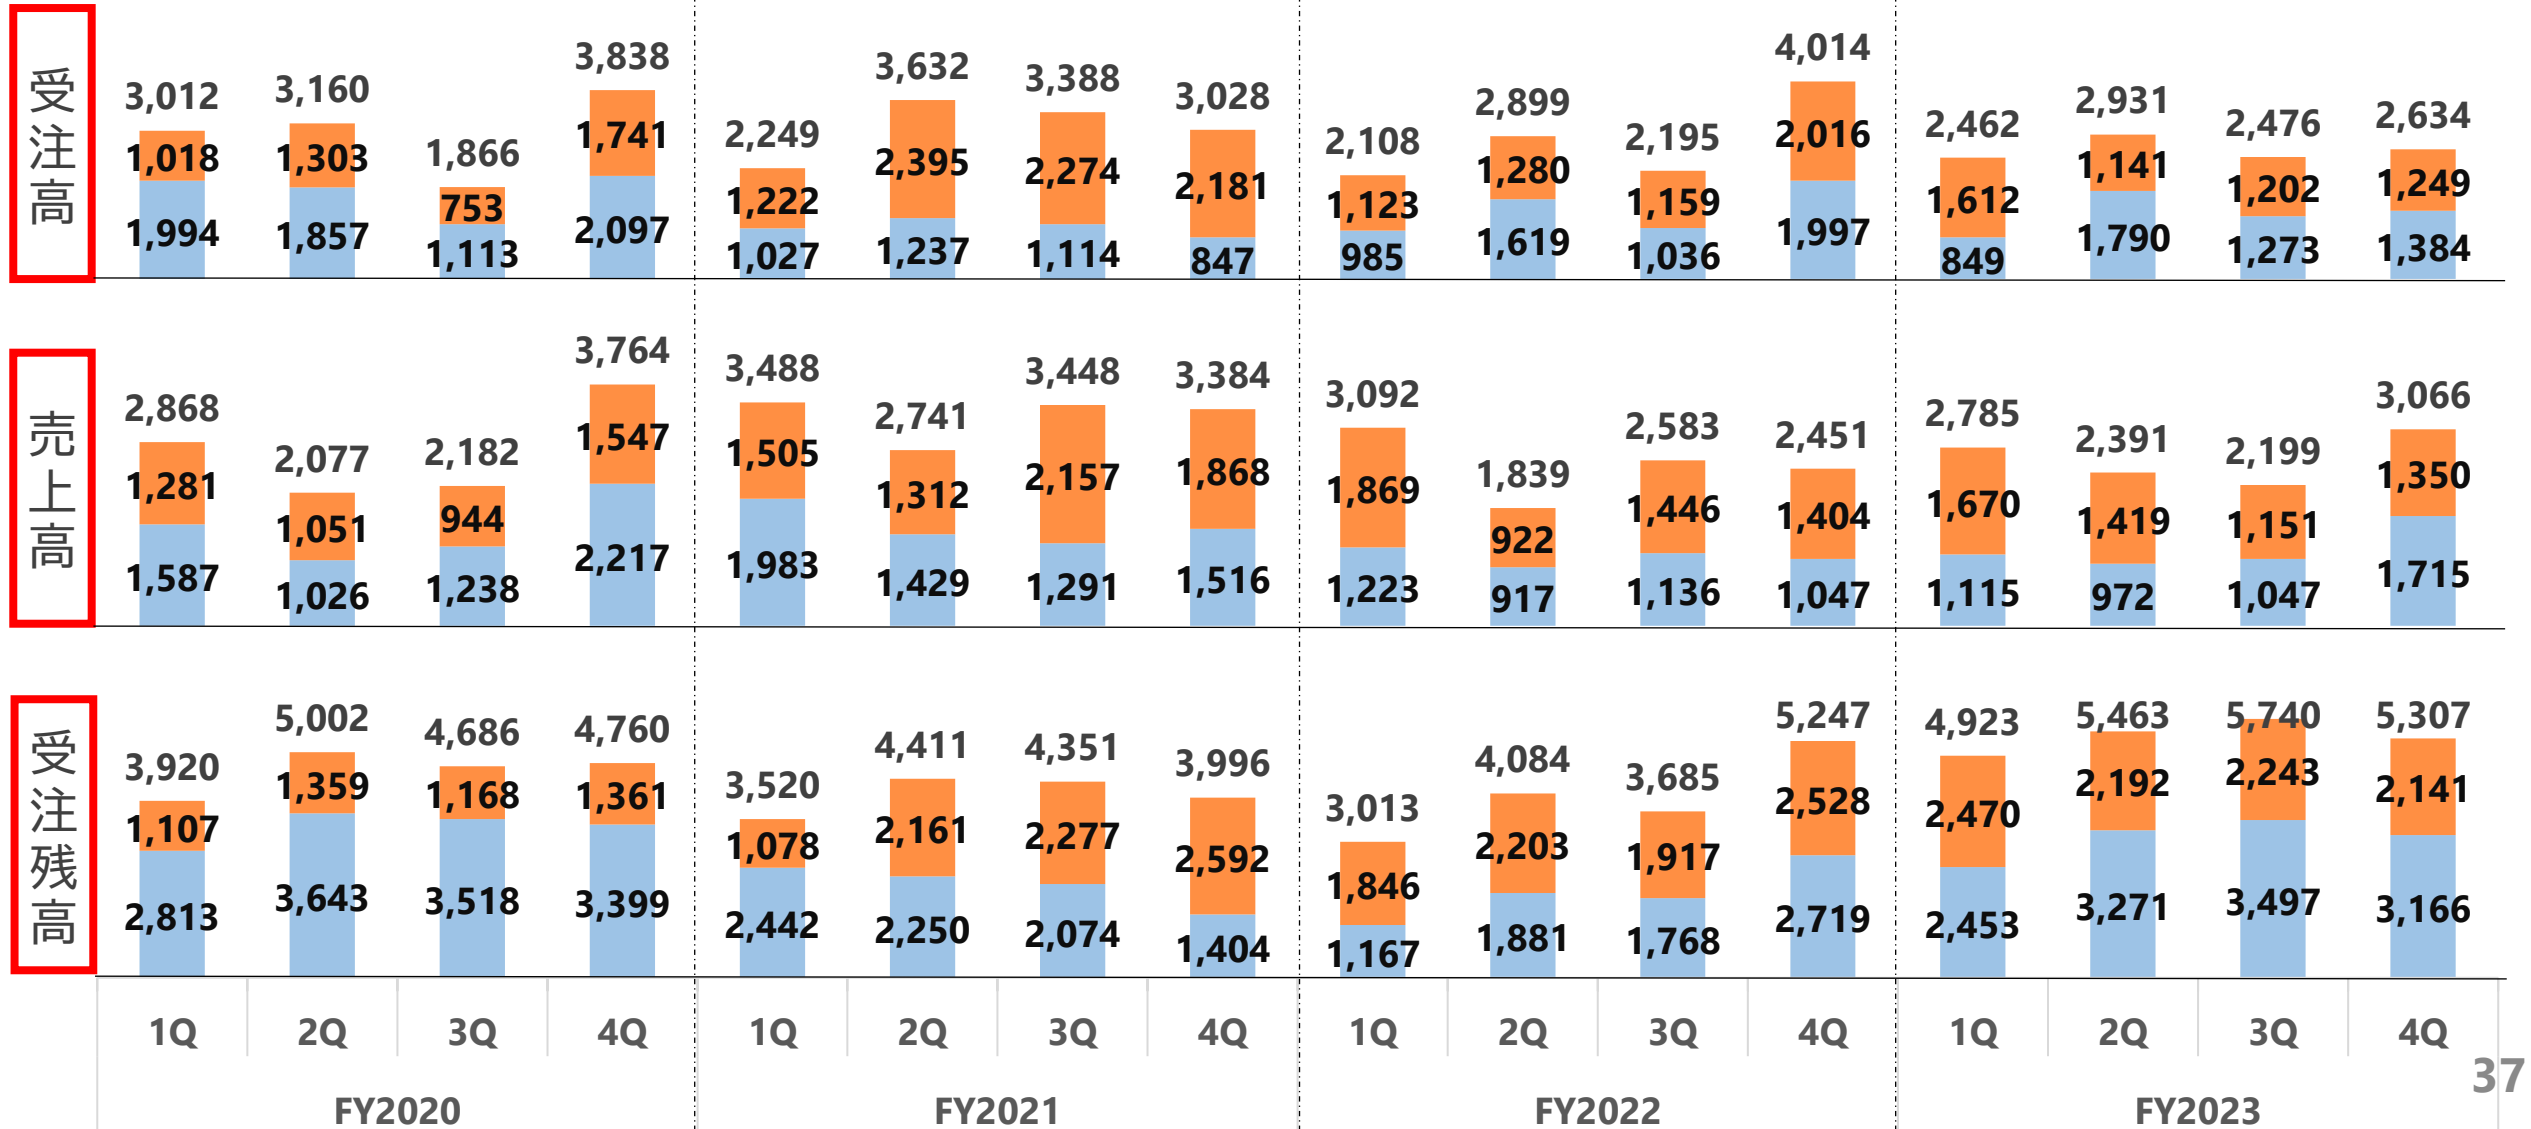 受注高
3,012 3,160 1,866 3,838 2,249 3,632 3,388 3,028 2,108 2,899 2,195 4,014 2,462 2,931 2,476 2,634
1,018 1,303 753 1,741 1,222 2,395 2,274 2,181 1,123 1,280 1,159 2,016 1,612 1,141 1,202 1,249
1,994 1,857 1,113 2,097 1,027 1,237 1,114 847 985 1,619 1,036 1,997 849 1,790 1,273 1,384
売上高
2,868 2,077 2,182 3,764 3,488 2,741 3,448 3,384 3,092 1,839 2,583 2,451 2,785 2,391 2,199 3,066
1,281 1,051 944 1,547 1,505 1,312 2,157 1,868 1,869 922 1,446 1,404 1,670 1,419 1,151 1,350
1,587 1,026 1,238 2,217 1,983 1,429 1,291 1,516 1,223 917 1,136 1,047 1,115 972 1,047 1,715
受注残高
3,920 5,002 4,686 4,760 3,520 4,411 4,351 3,996 3,013 4,084 3,685 5,247 4,923 5,463 5,740 5,307
1,107 1,359 1,168 1,361 1,078 2,161 2,277 2,592 1,846 2,203 1,917 2,528 2,470 2,192 2,243 2,141
2,813 3,643 3,518 3,399 2,442 2,250 2,074 1,404 1,167 1,881 1,768 2,719 2,453 3,271 3,497 3,166
1Q 2Q 3Q 4Q 1Q 2Q 3Q 4Q 1Q 2Q 3Q 4Q 1Q 2Q 3Q 4Q
FY2020 FY2021 FY2022 FY2023
37